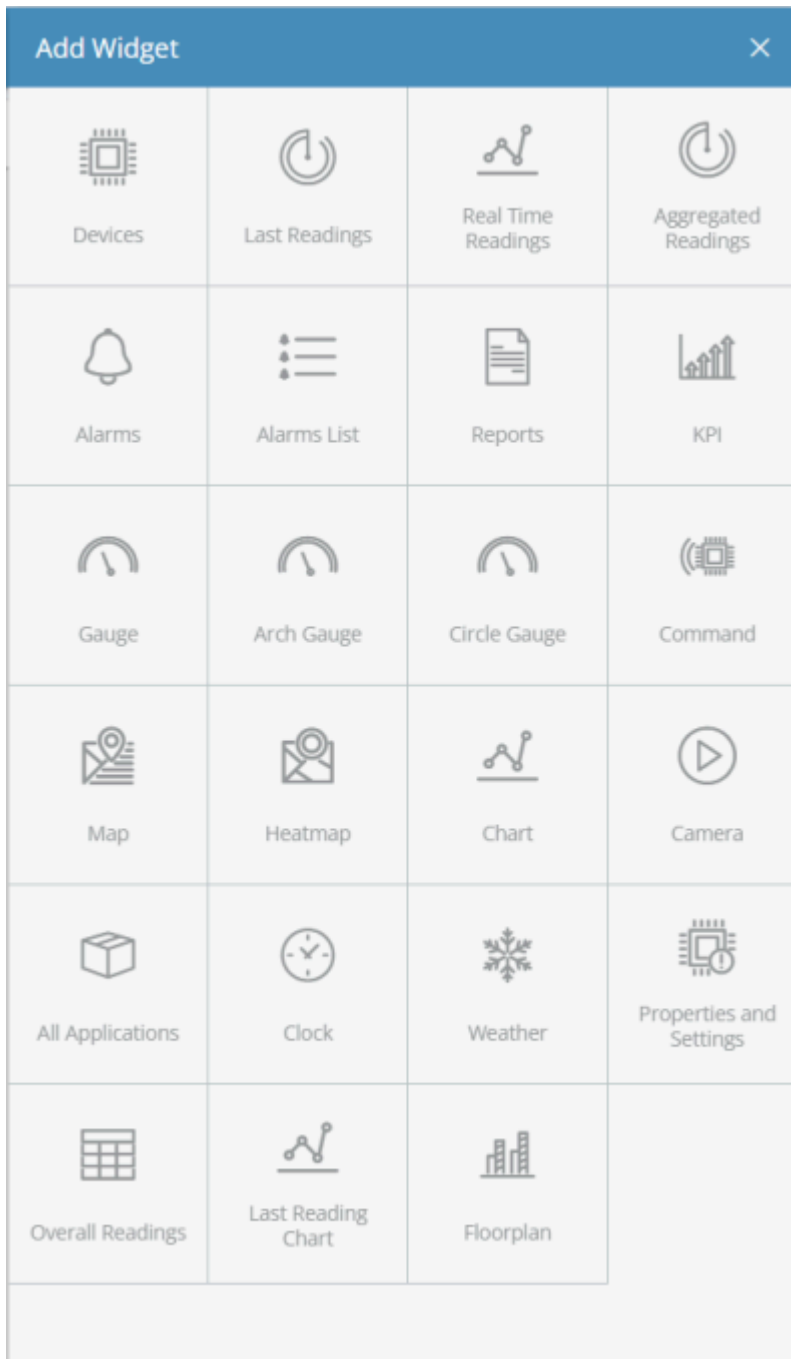 Add Widget
Devices
Last Readings
Real Time
Readings
Aggregated
Readings
Alarms
Alarms List
Reports
KPI
Gauge
Arch Gauge
Circle Gauge
Command
Map
Heatmap
Chart
Camera
All Applications
Clock
Weather
Properties and
Settings
Overall Readings
Last Reading
Chart
Floorplan